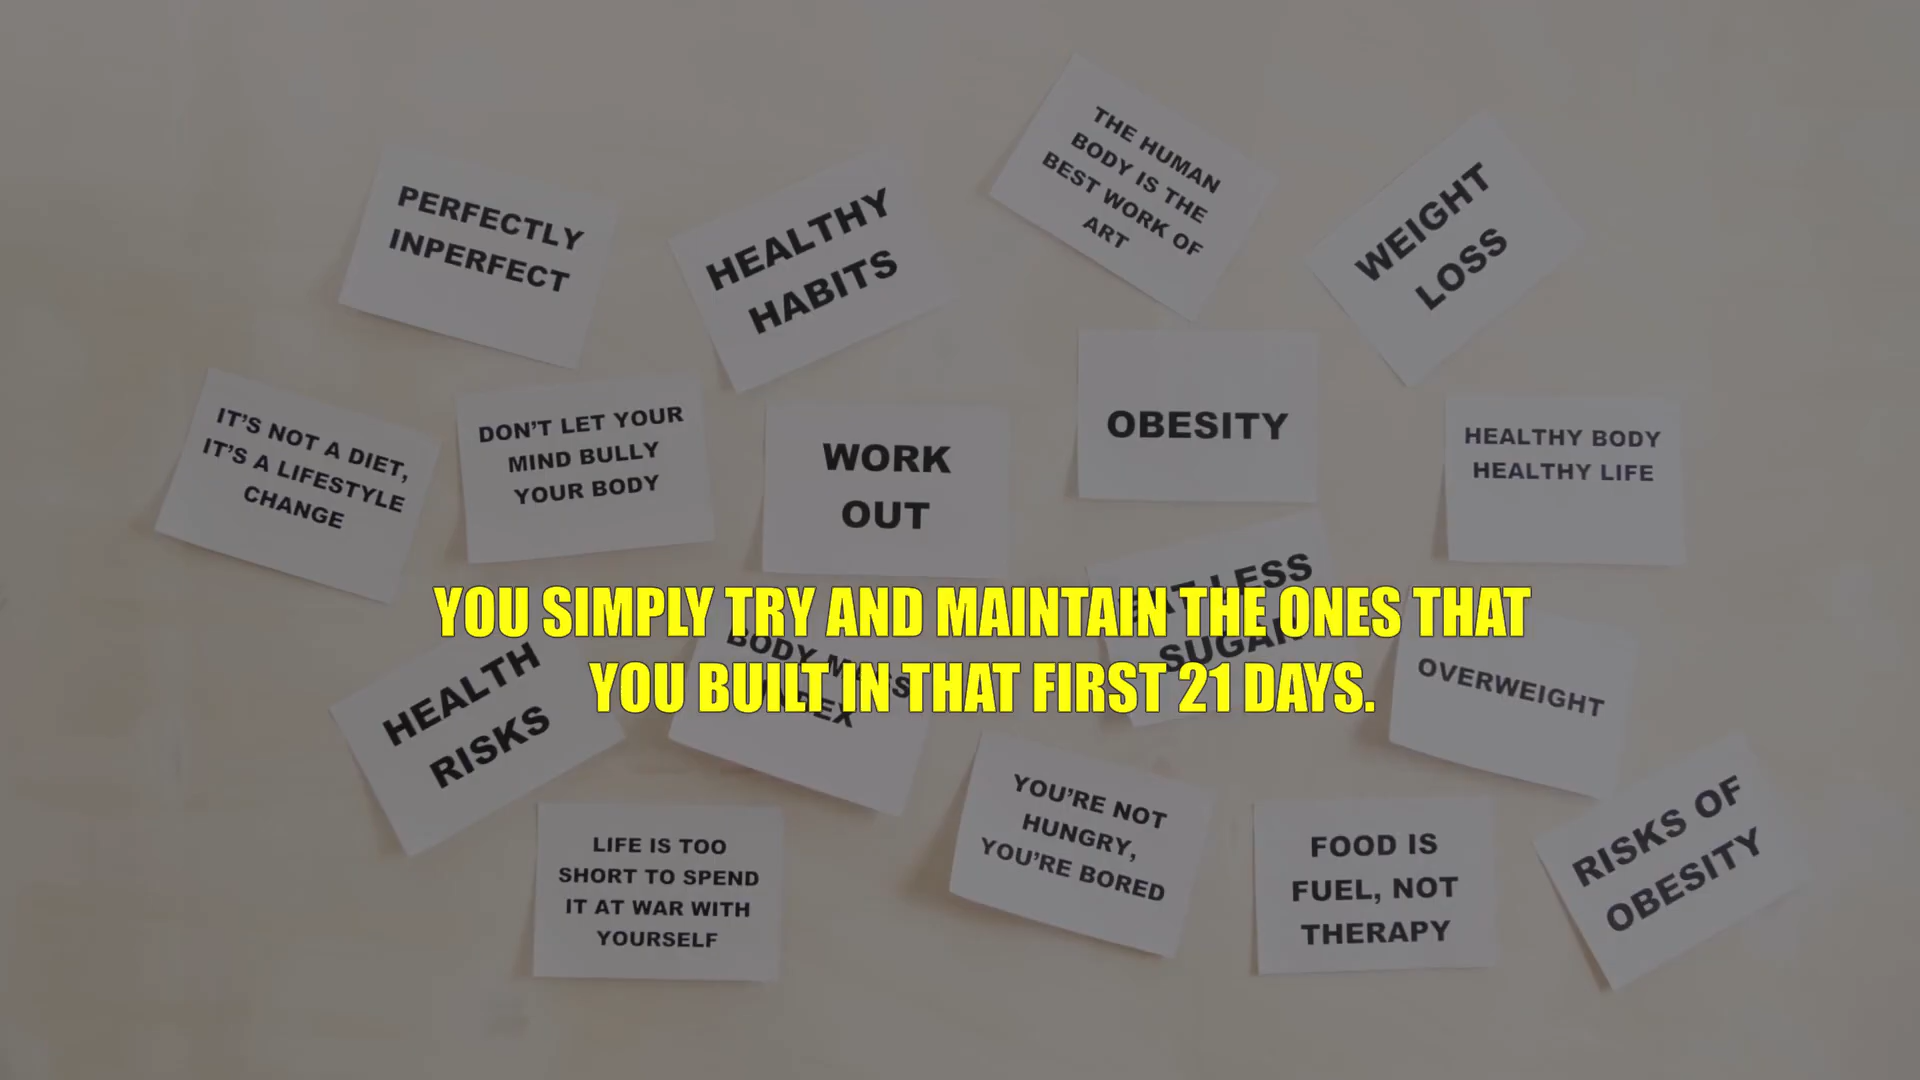 THE HUMAN
BODY IS THE
BEST WORK OF
ART
PERFECTLY
INPERFECT
HEALTHY
HABITS
WEIGHT
LOSS
IT'S NOT A DIET,
IT'S A LIFESTYLE
CHANGE
DON'T LET YOUR
MIND BULLY
YOUR BODY
WORK
OUT
OBESITY
HEALTHY BODY
HEALTHY LIFE
LESS
SUGAR
YOU SIMPLY TRY AND MAINTAIN THE ONES THAT
YOU BUILT IN THAT FIRST 21 DAYS.
HEALTH
RISKS
BODY
OVERWEIGHT
LIFE IS TOO
SHORT TO SPEND
IT AT WAR WITH
YOURSELF
YOU'RE NOT
HUNGRY,
YOU'RE BORED
FOOD IS
FUEL, NOT
THERAPY
RISKS OF
OBESITY